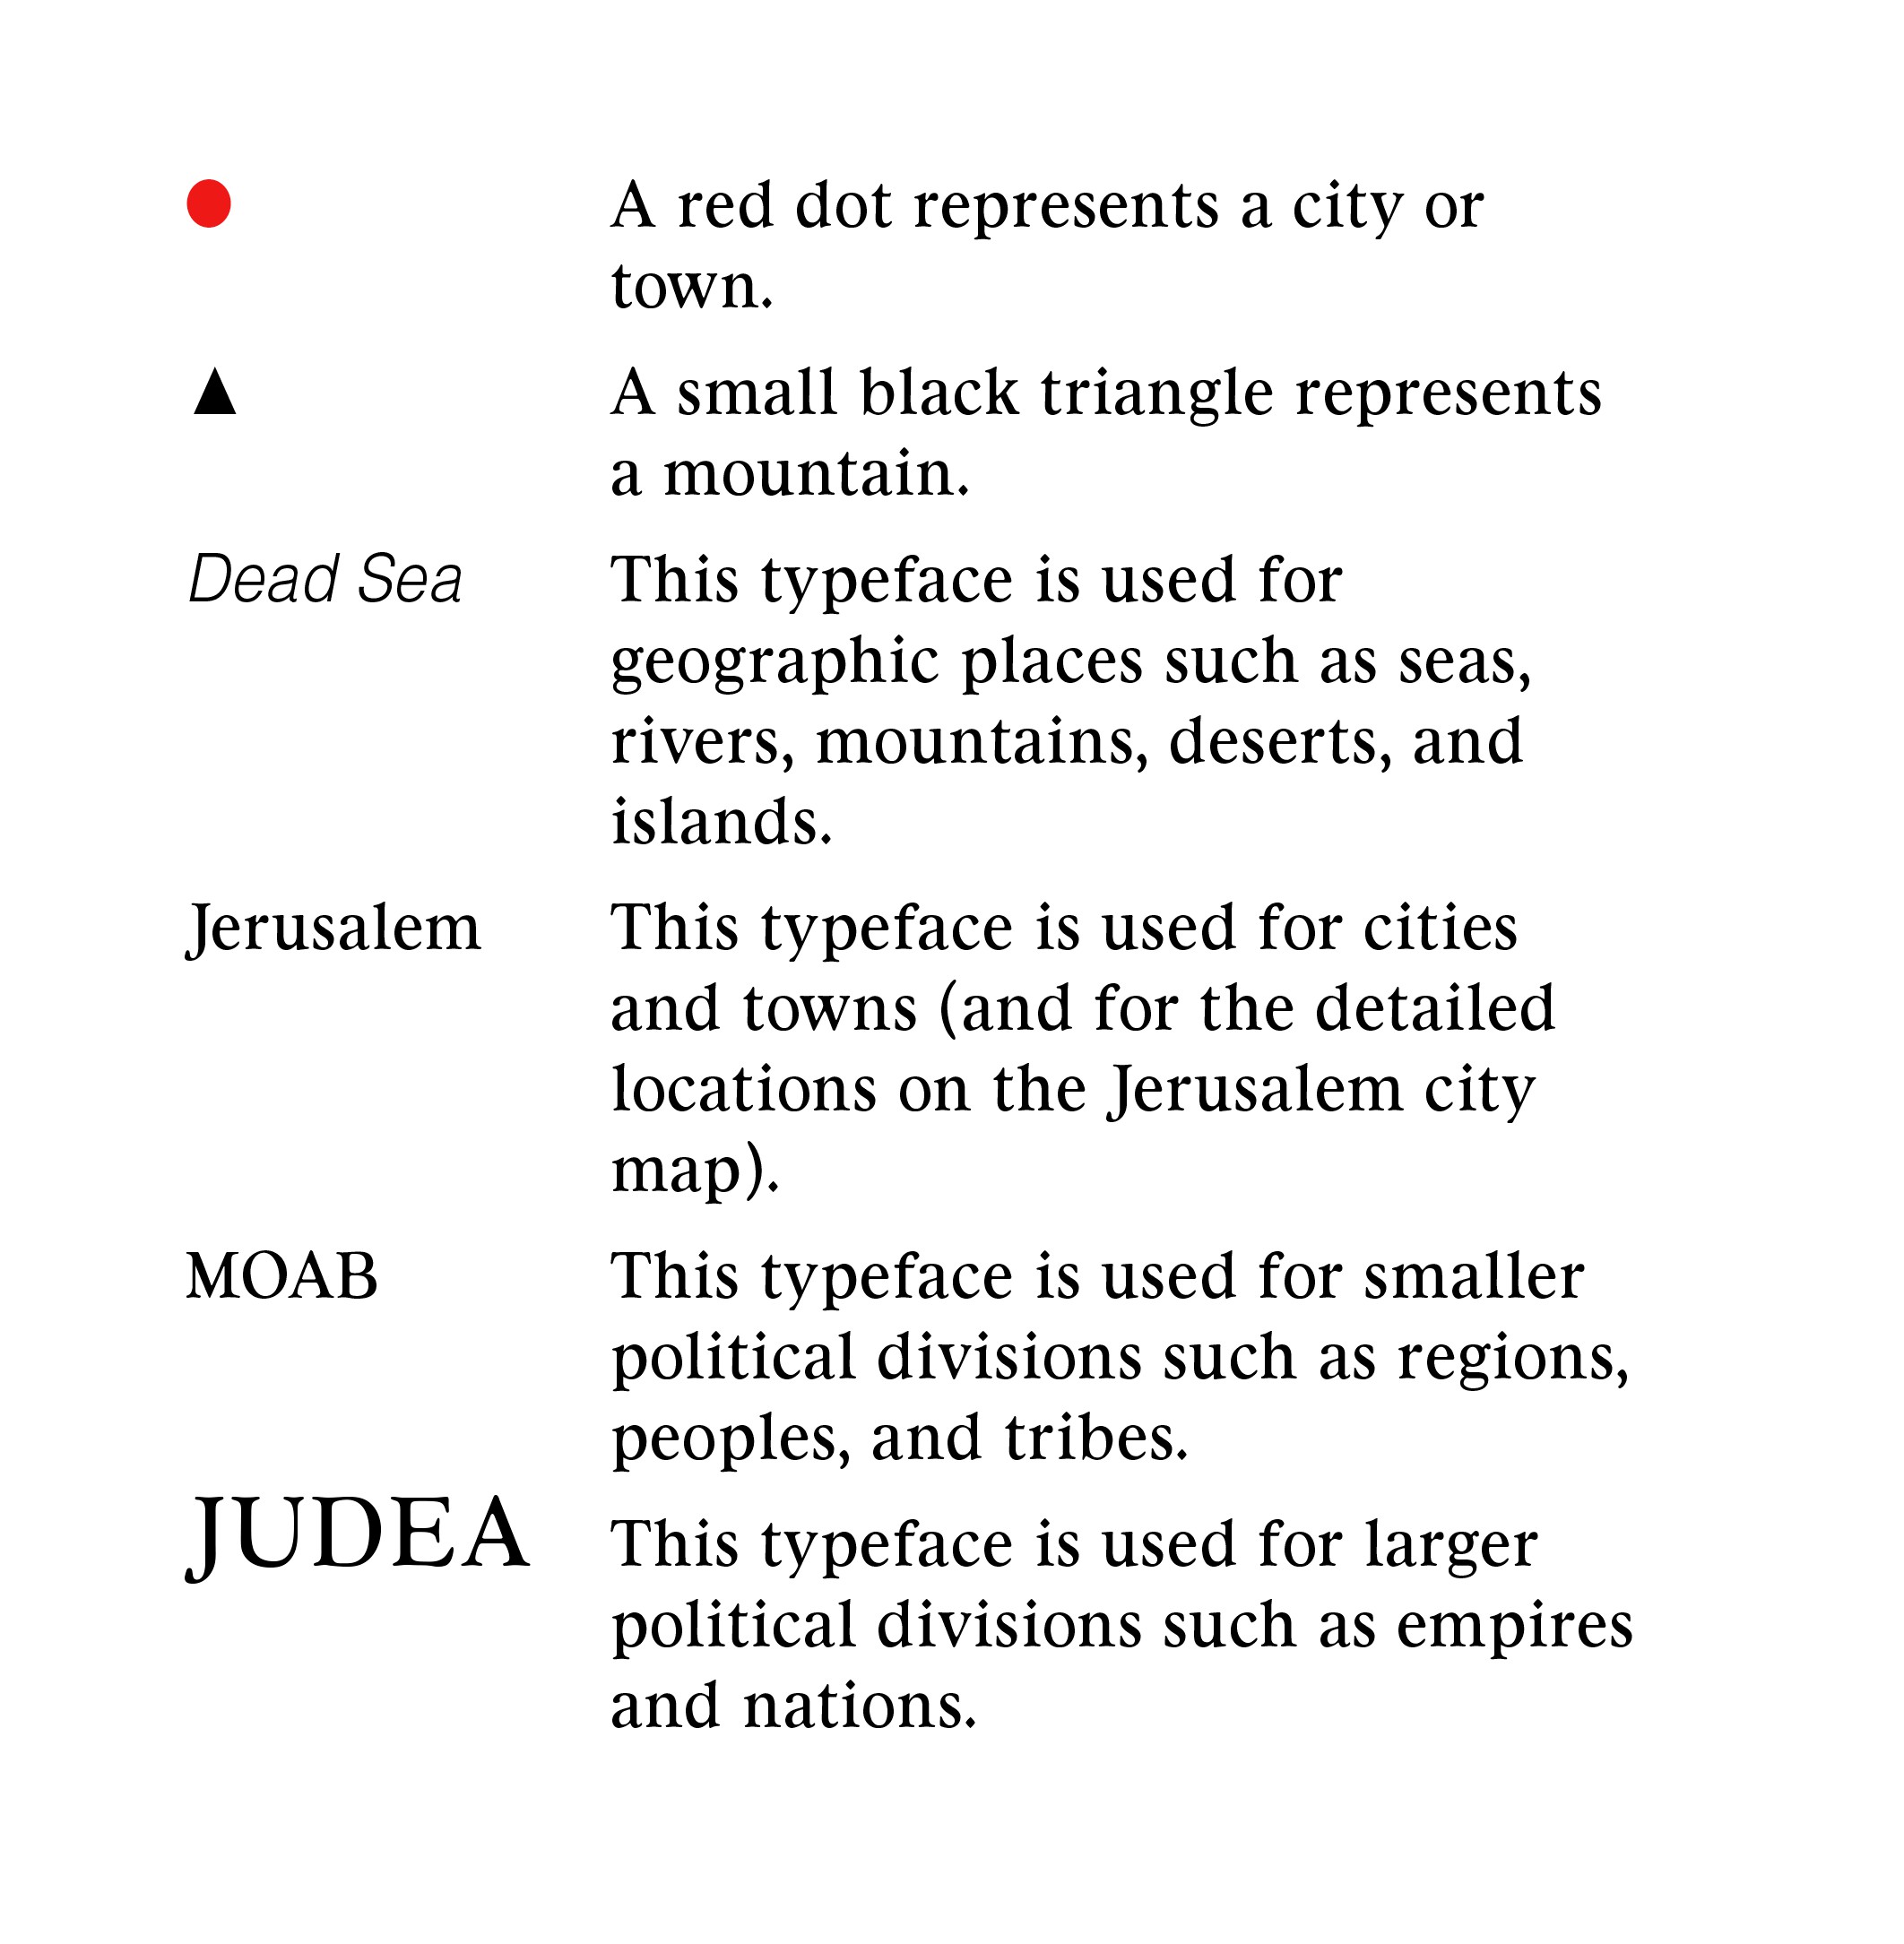 A red dot represents a city or
town.
A small black triangle represents
a mountain.
Dead Sea This typeface is used for
geographic places such as seas,
rivers, mountains, deserts, and
islands.
Jerusalem This typeface is used for cities
and towns (and for the detailed
locations on the Jerusalem city
map).
MOAB This typeface is used for smaller
political divisions such as regions,
peoples, and tribes.
JUDEA This typeface is used for larger
political divisions such as empires
and nations.